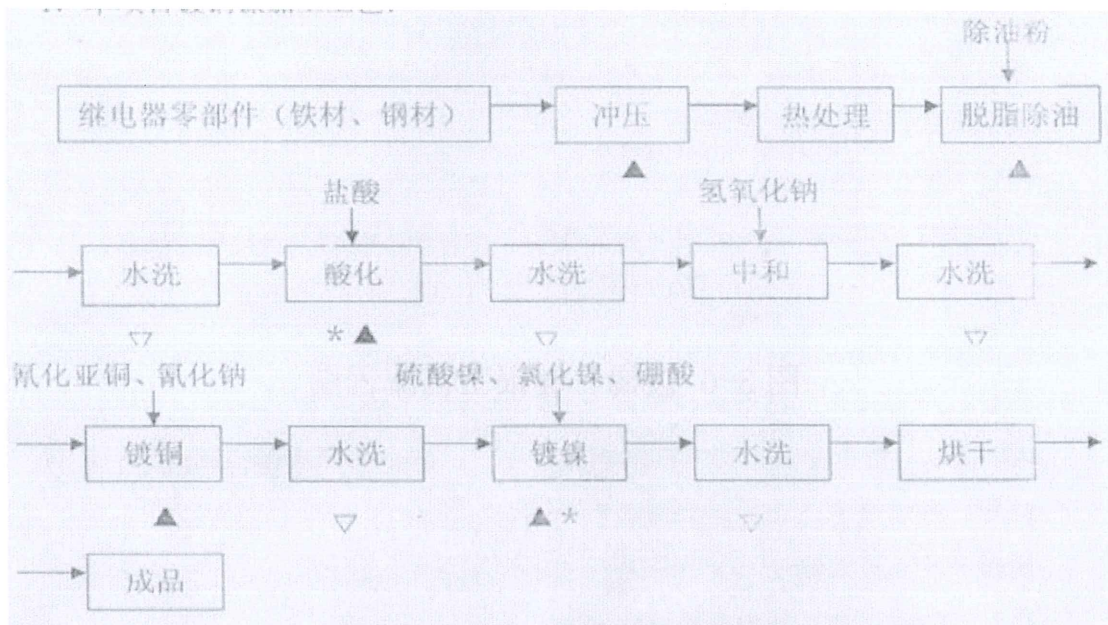 除油粉
继电器零部件（铁材、钢材） 冲压 热处理 脱脂除油
盐酸 氢氧化钠
水洗 酸化 水洗 中和 水洗
* 
氰化亚铜、氰化钠 硫酸镍、氯化镍、硼酸
镀铜 水洗 镀镍 水洗 烘干
*
成品